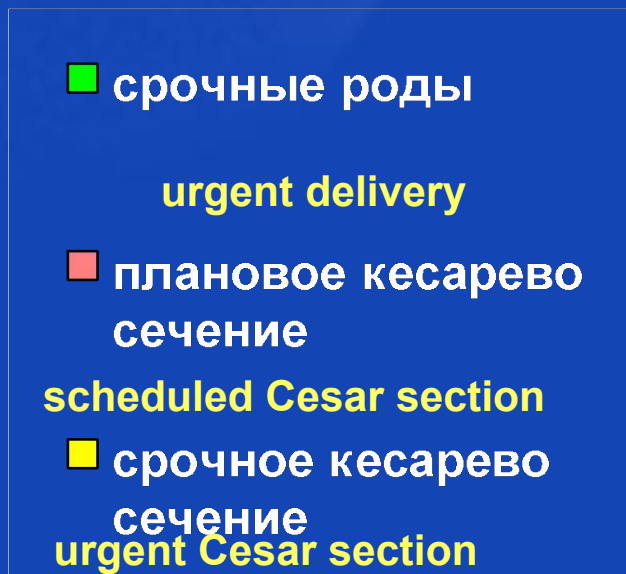 срочные роды
urgent delivery
плановое кесарево
сечение
scheduled Cesar section
срочное кесарево
сечение
urgent Cesar section